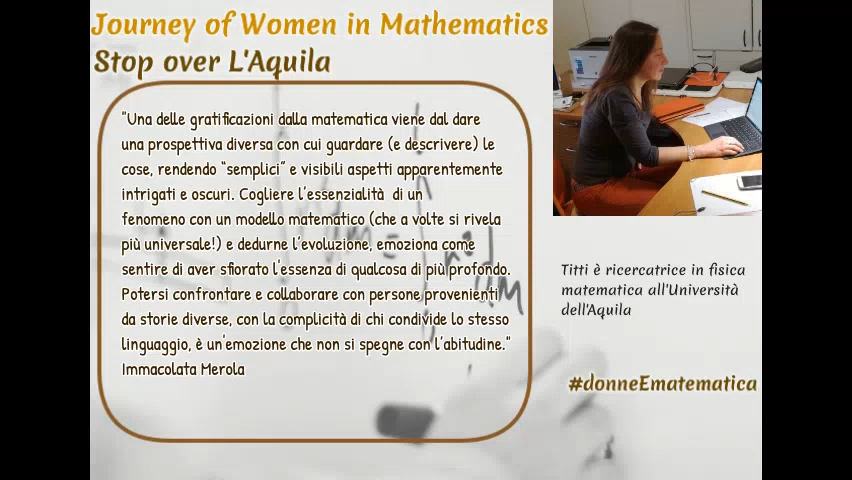 Journey of Women in Mathematics
Stop over L'Aquila
"Una delle gratificazioni dalla matematica viene dal dare
una prospettiva diversa con cui guardare (e descrivere) le
cose, rendendo "semplici" e visibili aspetti apparentemente
intrigati e oscuri. Cogliere l'essenzialità di un
fenomeno con un modello matematico (che a volte si rivela
più universale!) e dedurne l'evoluzione, emoziona come
sentire di aver sfiorato l'essenza di qualcosa di più profondo.
Potersi confrontare e collaborare con persone provenienti
da storie diverse, con la complicità di chi condivide lo stesso
linguaggio, è un'emozione che non si spegne con l'abitudine."
Immacolata Merola
Titti è ricercatrice in fisica
matematica all'Università
dell'Aquila
#donneEmatematica